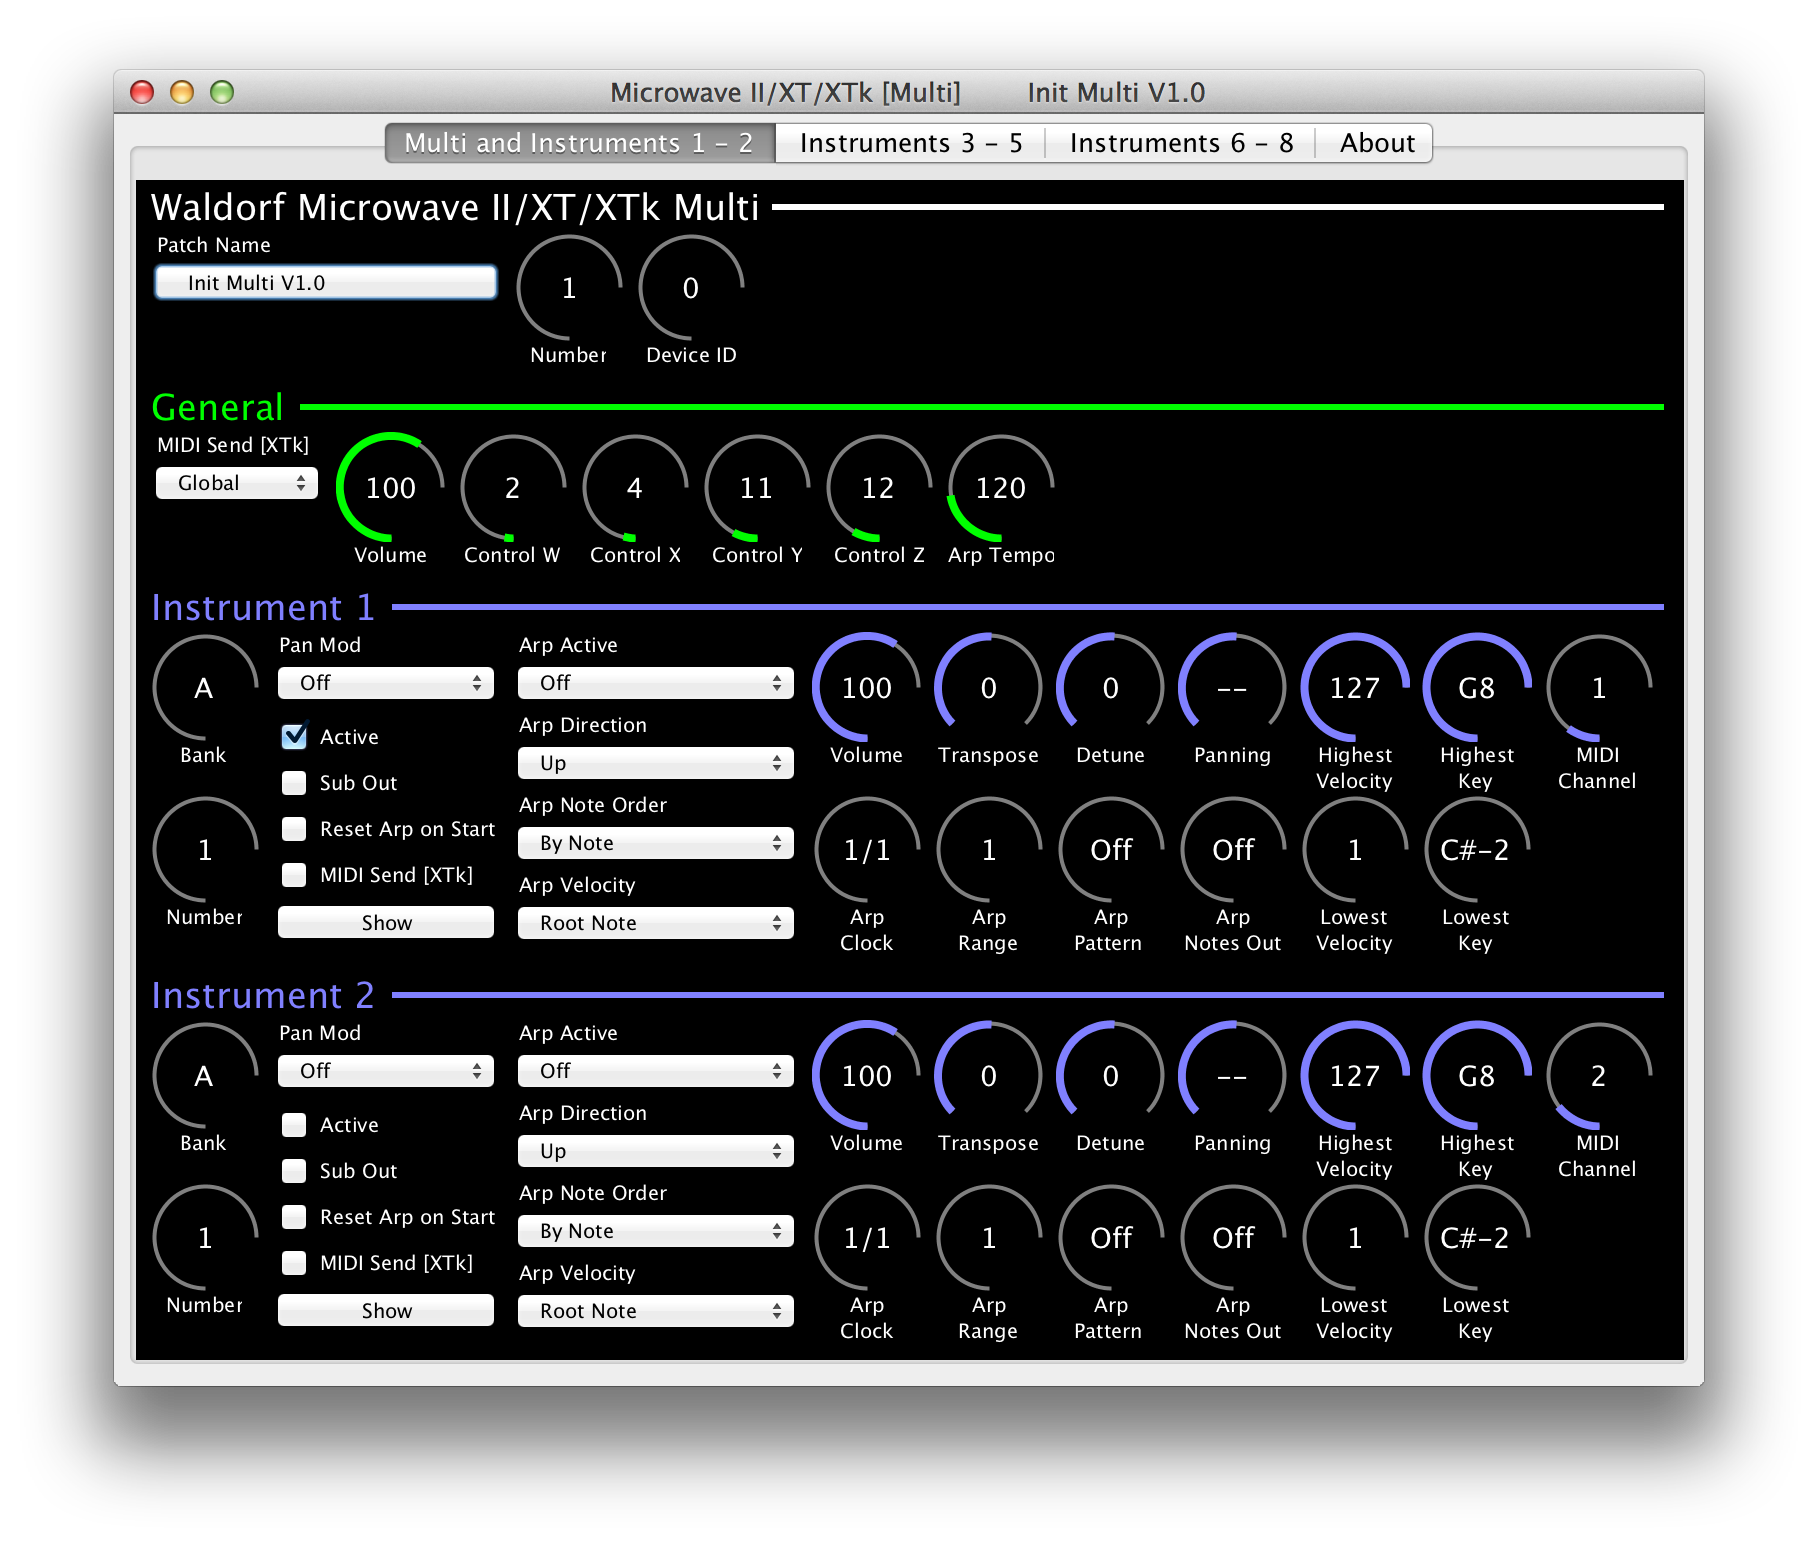 Microwave II/XT/XTk [Multi] Init Multi V1.0
Multi and Instruments 1 – 2 Instruments 3 – 5 Instruments 6 – 8 About
Waldorf Microwave II/XT/XTk Multi
Patch Name
Init Multi V1.0
1 0
Number Device ID
General
MIDI Send [XTk]
Global
100 2 4 11 12 120
Volume Control W Control X Control Y Control Z Arp Tempo
Instrument 1
A
Bank
1
Number
Pan Mod
Off
Active
Sub Out
Reset Arp on Start
MIDI Send [XTk]
Show
Arp Active
Off
Arp Direction
Up
Arp Note Order
By Note
Arp Velocity
Root Note
100 0 0 -- 127 G8 1
Volume Transpose Detune Panning Highest Velocity Highest Key MIDI Channel
1/1 1 Off Off 1 C#-2
Arp Clock Arp Range Arp Pattern Arp Notes Out Lowest Velocity Lowest Key
Instrument 2
A
Bank
1
Number
Pan Mod
Off
Active
Sub Out
Reset Arp on Start
MIDI Send [XTk]
Show
Arp Active
Off
Arp Direction
Up
Arp Note Order
By Note
Arp Velocity
Root Note
100 0 0 -- 127 G8 2
Volume Transpose Detune Panning Highest Velocity Highest Key MIDI Channel
1/1 1 Off Off 1 C#-2
Arp Clock Arp Range Arp Pattern Arp Notes Out Lowest Velocity Lowest Key